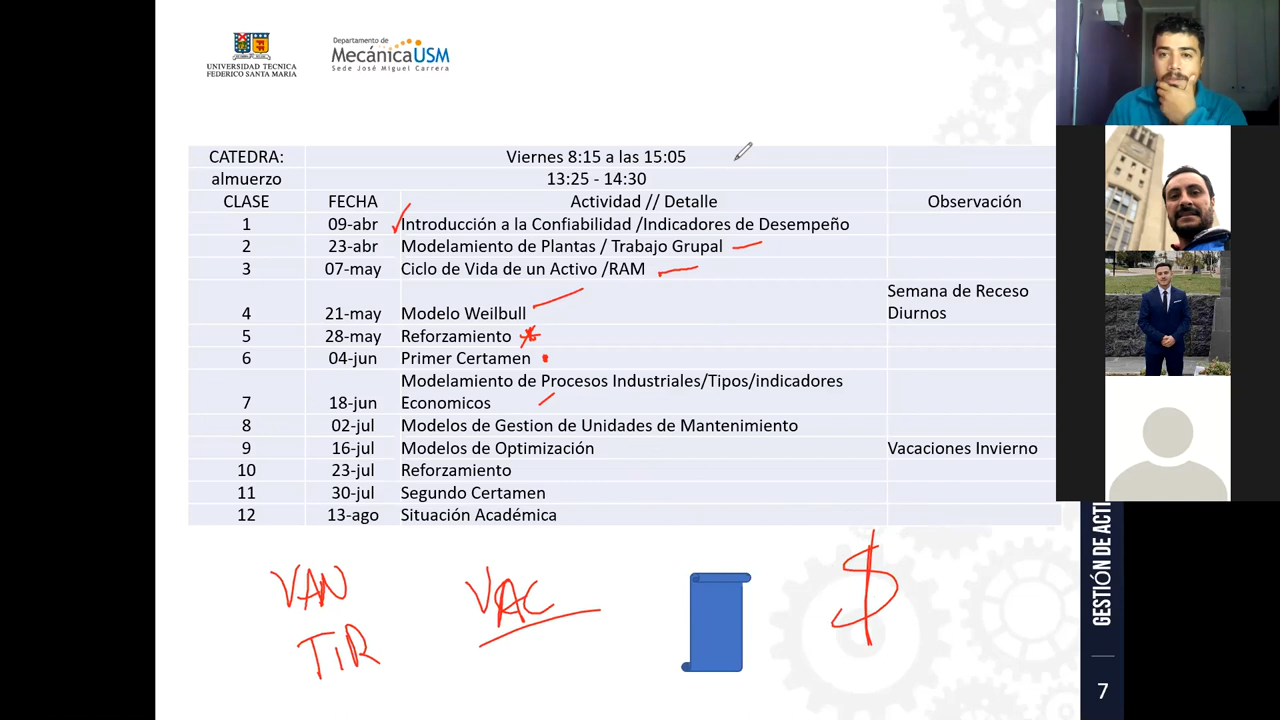 UNIVERSIDAD TECNICA
FEDERICO SANTA MARIA
Departamento de
MecánicaUSM
Sede José Miguel Carrera
CATEDRA: Viernes 8:15 a las 15:05
almuerzo 13:25 - 14:30
CLASE FECHA Actividad // Detalle Observación
1 09-abr Introducción a la Confiabilidad /Indicadores de Desempeño
2 23-abr Modelamiento de Plantas / Trabajo Grupal
3 07-may Ciclo de Vida de un Activo /RAM
4 21-may Modelo Weilbull Semana de Receso
Diurnos
5 28-may Reforzamiento
6 04-jun Primer Certamen
7 18-jun Modelamiento de Procesos Industriales/Tipos/indicadores
Economicos
8 02-jul Modelos de Gestion de Unidades de Mantenimiento
9 16-jul Modelos de Optimización Vacaciones Invierno
10 23-jul Reforzamiento
11 30-jul Segundo Certamen
12 13-ago Situación Académica
VAN
TIR
VAC
$
GESTIÓN DE ACTI
7